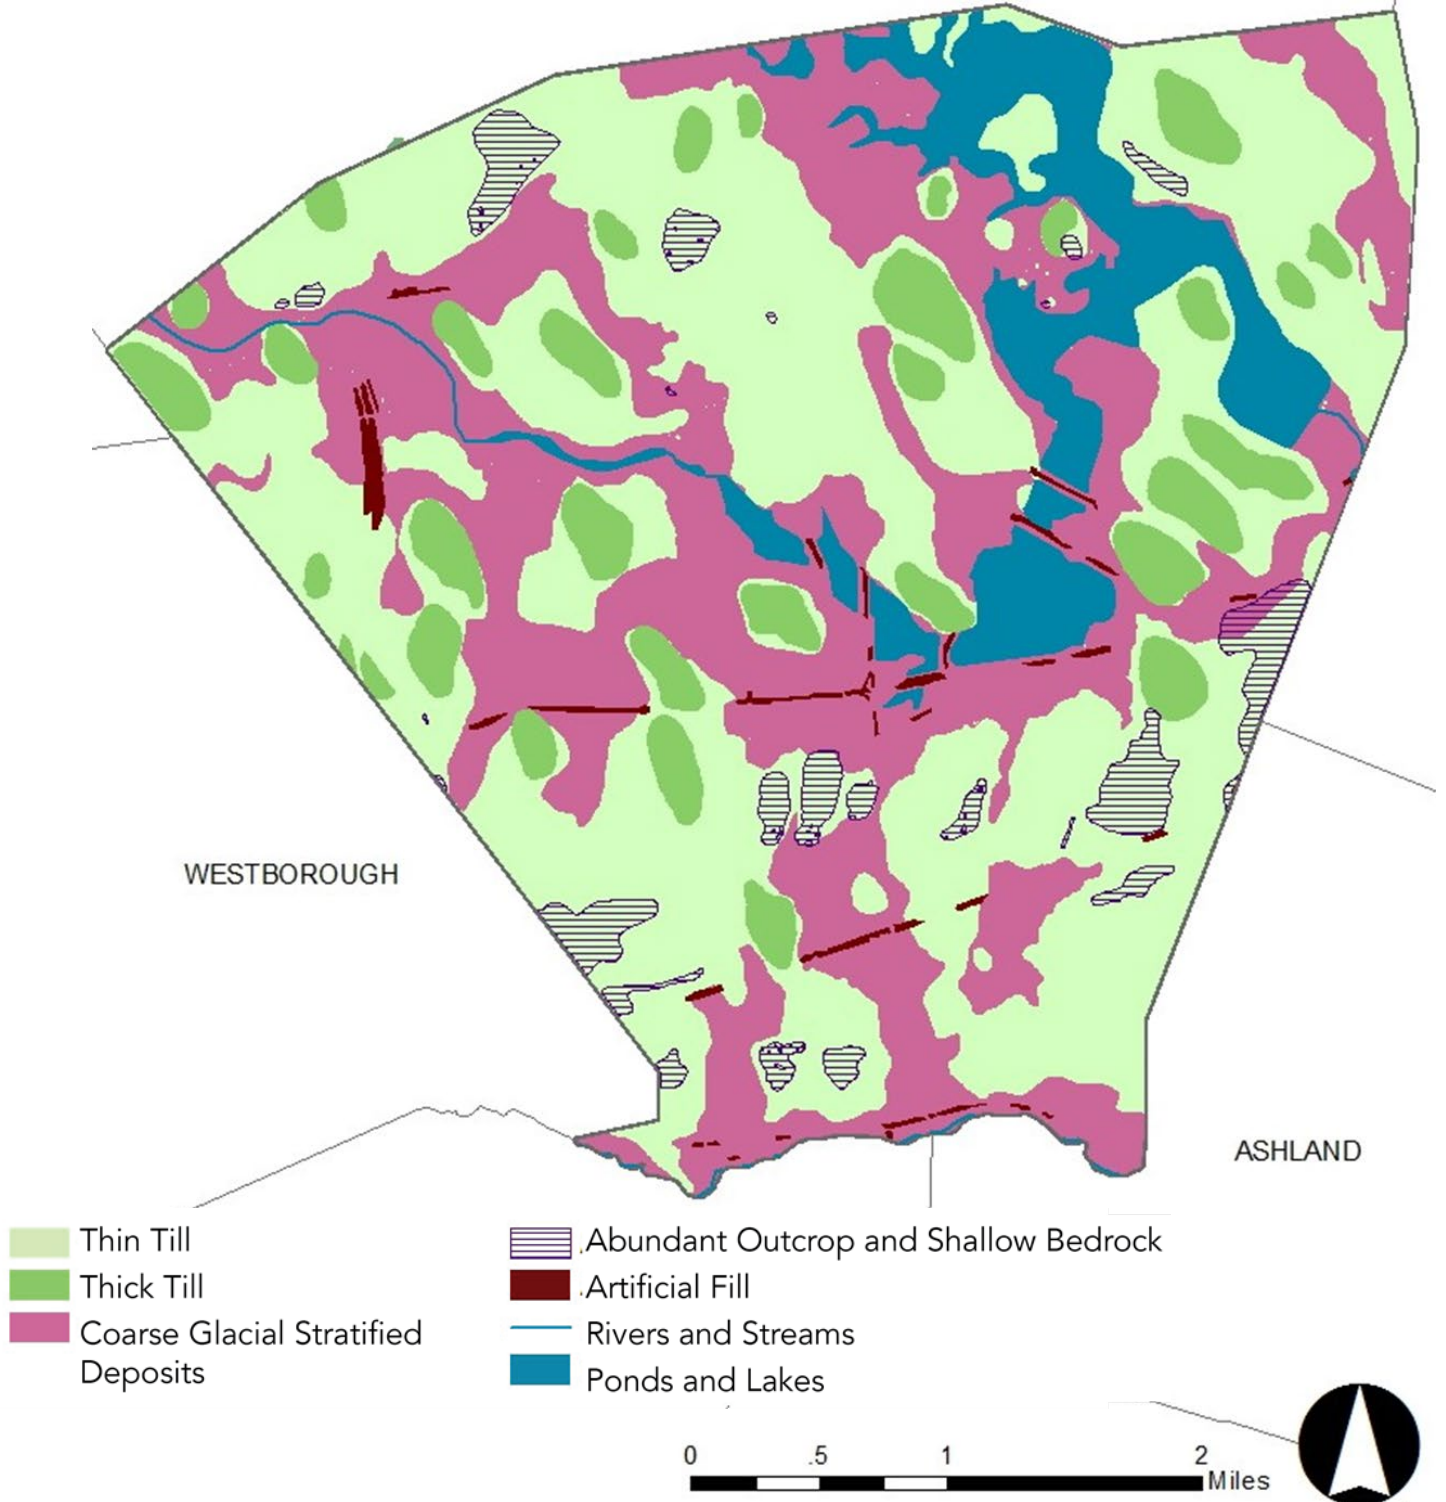 WESTBOROUGH
ASHLAND
Thin Till
Thick Till
Coarse Glacial Stratified
Deposits
Abundant Outcrop and Shallow Bedrock
Artificial Fill
Rivers and Streams
Ponds and Lakes
0 .5 1 2
Miles